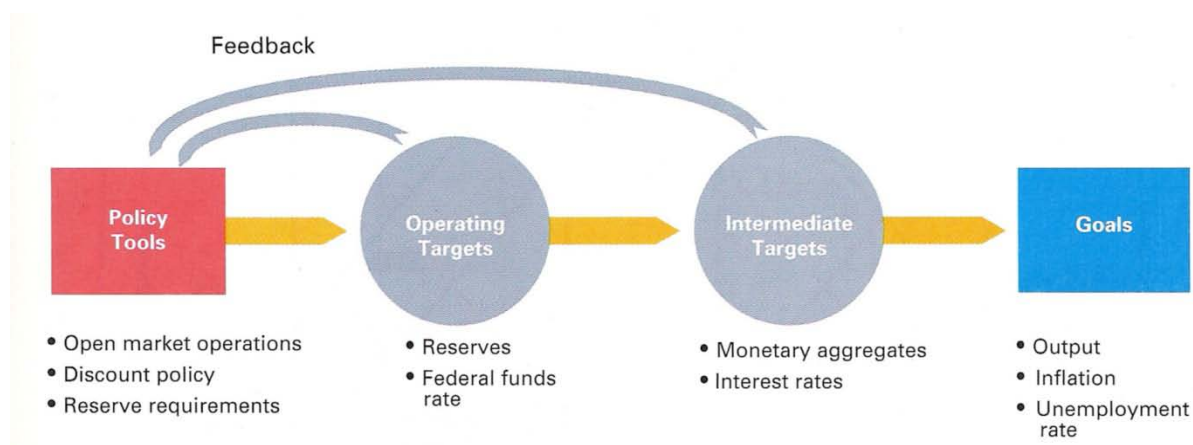 Feedback
Policy
Tools
Operating
Targets
Intermediate
Targets
Goals
• Open market operations
• Discount policy
• Reserve requirements
• Reserves
• Federal funds
rate
• Monetary aggregates
• Interest rates
• Output
• Inflation
• Unemployment
rate